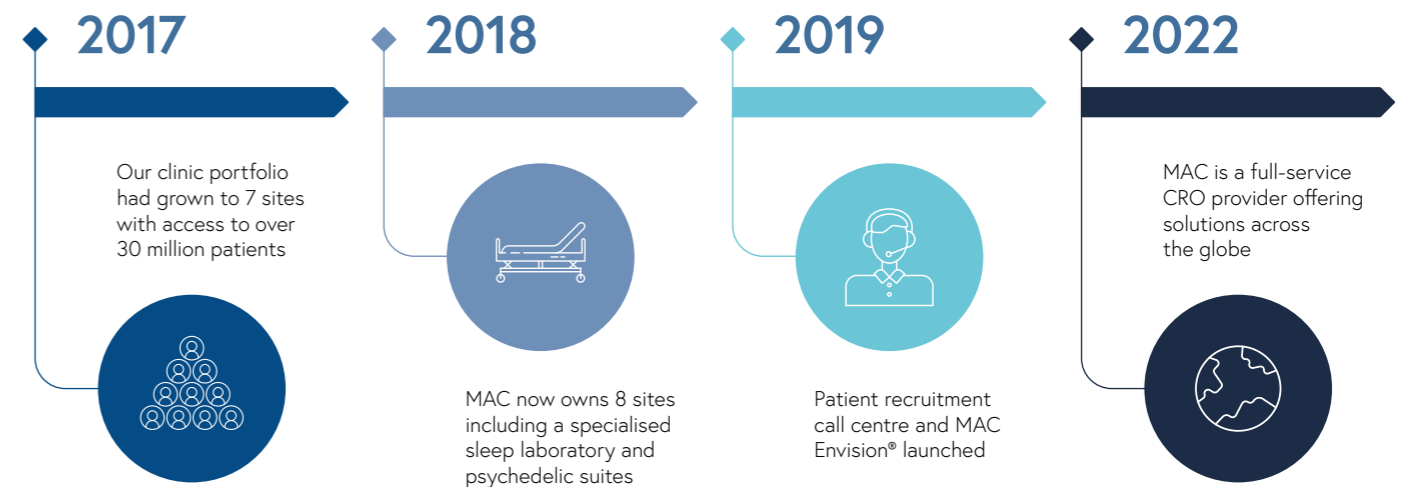 2017
Our clinic portfolio
had grown to 7 sites
with access to over
30 million patients
2018
MAC now owns 8 sites
including a specialised
sleep laboratory and
psychedelic suites
2019
Patient recruitment
call centre and MAC
Envision® launched
2022
MAC is a full-service
CRO provider offering
solutions across
the globe